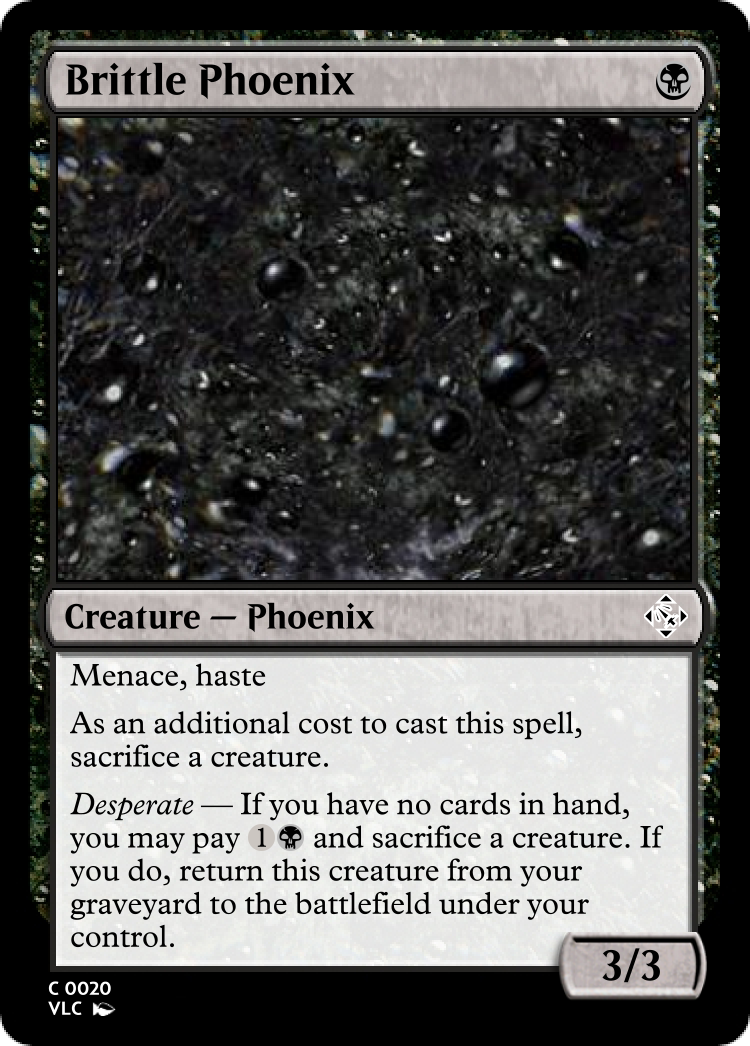 Brittle Phoenix
Creature — Phoenix
Menace, haste
As an additional cost to cast this spell,
sacrifice a creature.
Desperate — If you have no cards in hand,
you may pay 1 and sacrifice a creature. If
you do, return this creature from your
graveyard to the battlefield under your
control.
3/3
C 0020
VLC